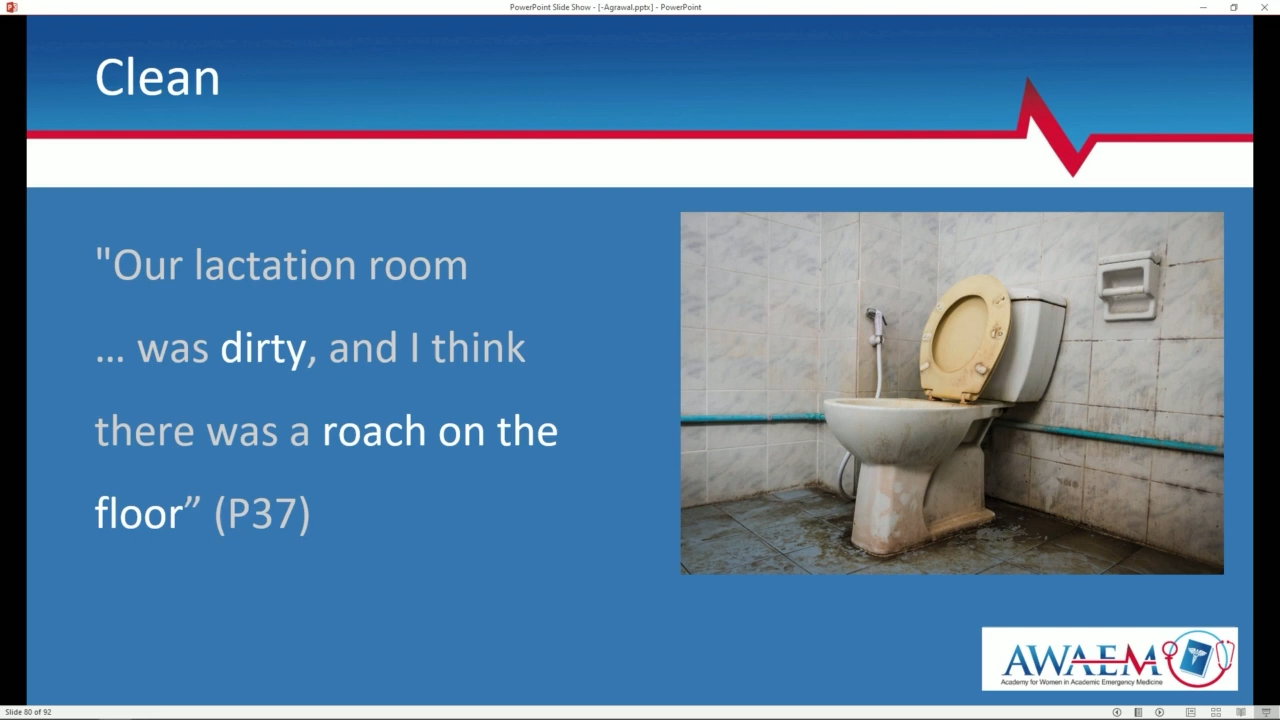 PowerPoint Slide Show - [-Agrawal.pptx] - PowerPoint
Clean
"Our lactation room
... was dirty, and I think
there was a roach on the
floor” (P37)
AWAEM
Academy for Women in Academic Emergency Medicine
Slide 80 of 92